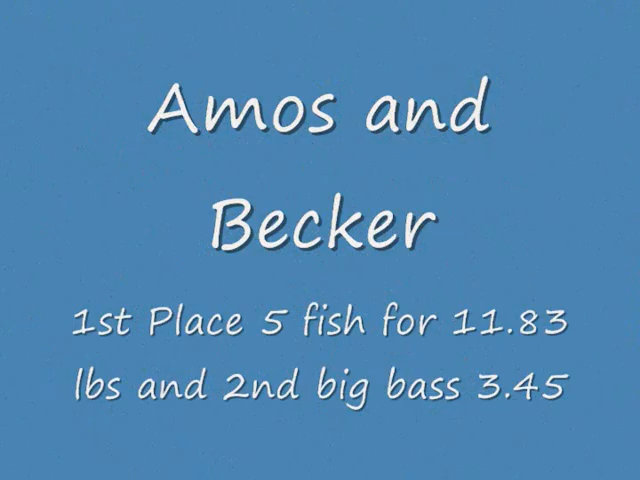 Amos and
Becker
1st Place 5 fish for 11.83
lbs and 2nd big bass 3.45